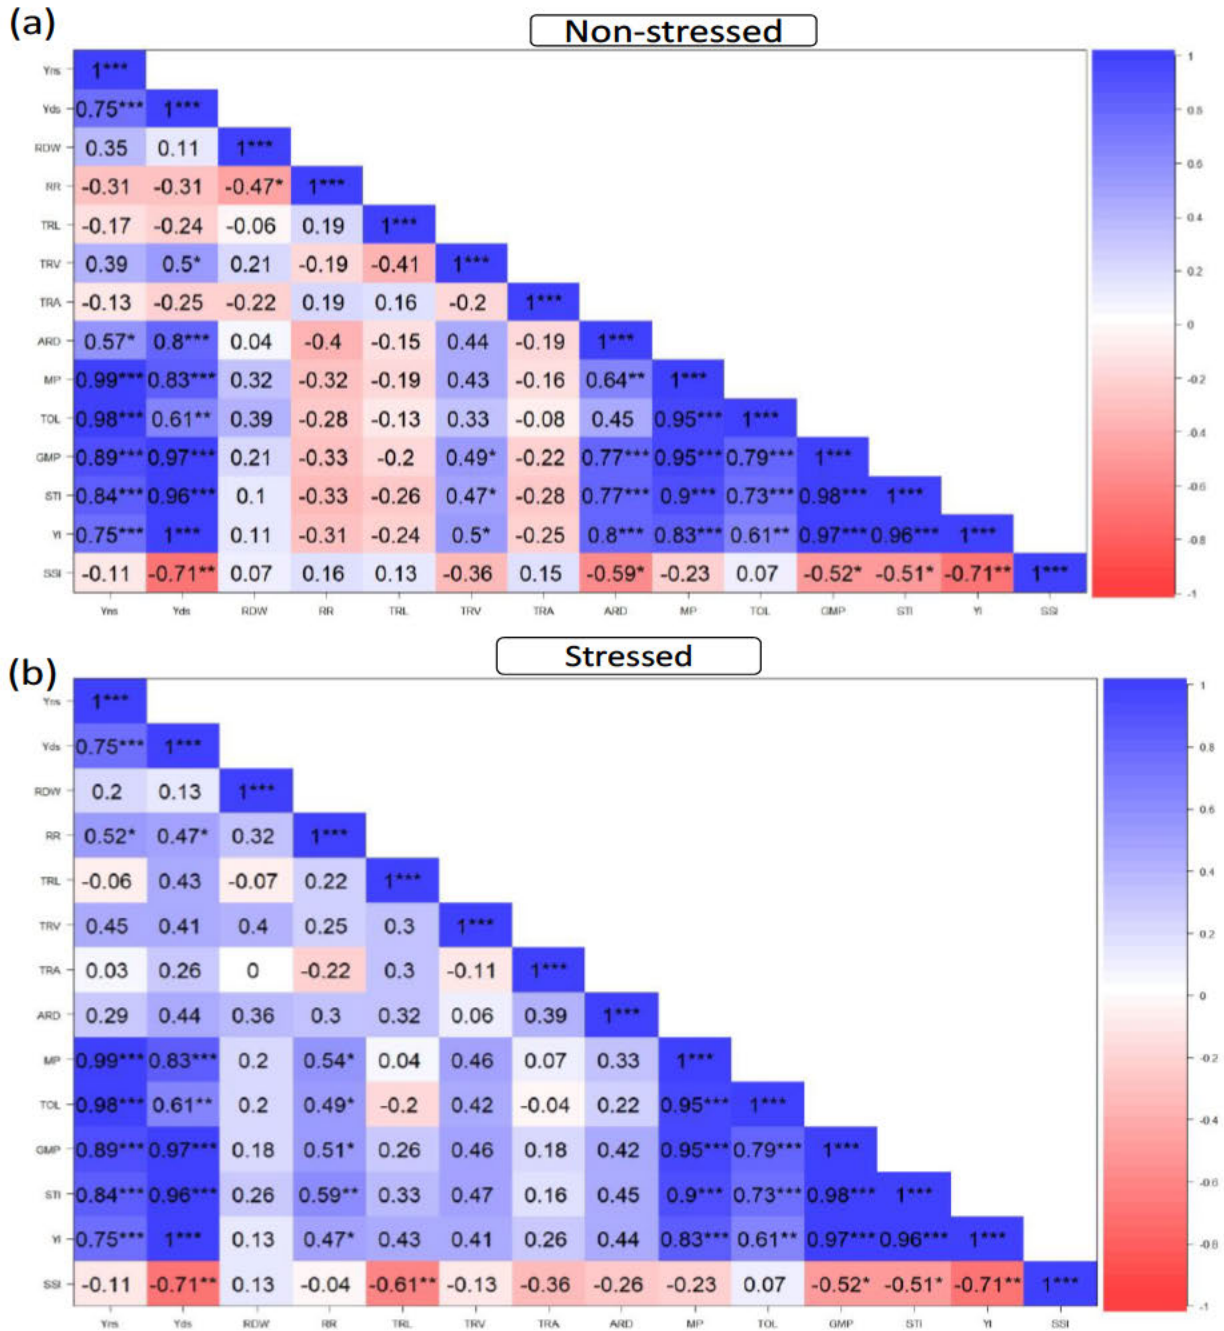 (a)
Non-stressed
Yns 1***
Yds 0.75*** 1***
RDW 0.35 0.11 1***
RR -0.31 -0.31 -0.47* 1***
TRL -0.17 -0.24 -0.06 0.19 1***
TRV 0.39 0.5* 0.21 -0.19 -0.41 1***
TRA -0.13 -0.25 -0.22 0.19 0.16 -0.2 1***
ARD 0.57* 0.8*** 0.04 -0.4 -0.15 0.44 -0.19 1***
MP 0.99*** 0.83*** 0.32 -0.32 -0.19 0.43 -0.16 0.64** 1***
TOL 0.98*** 0.61** 0.39 -0.28 -0.13 0.33 -0.08 0.45 0.95*** 1***
GMP 0.89*** 0.97*** 0.21 -0.33 -0.2 0.49* -0.22 0.77*** 0.95*** 0.79*** 1***
STI 0.84*** 0.96*** 0.1 -0.33 -0.26 0.47* -0.28 0.77*** 0.9*** 0.73*** 0.98*** 1***
YI 0.75*** 1*** 0.11 -0.31 -0.24 0.5* -0.25 0.8*** 0.83*** 0.61** 0.97*** 0.96*** 1***
SSI -0.11 -0.71** 0.07 0.16 0.13 -0.36 0.15 -0.59* -0.23 0.07 -0.52* -0.51* -0.71** 1***
Yns Yds RDW RR TRL TRV TRA ARD MP TOL GMP STI YI SSI
1
0.8
0.6
0.4
0.2
0
-0.2
-0.4
-0.6
-0.8
-1
(b)
Stressed
Yns 1***
Yds 0.75*** 1***
RDW 0.2 0.13 1***
RR 0.52* 0.47* 0.32 1***
TRL -0.06 0.43 -0.07 0.22 1***
TRV 0.45 0.41 0.4 0.25 0.3 1***
TRA 0.03 0.26 0 -0.22 0.3 -0.11 1***
ARD 0.29 0.44 0.36 0.3 0.32 0.06 0.39 1***
MP 0.99*** 0.83*** 0.2 0.54* 0.04 0.46 0.07 0.33 1***
TOL 0.98*** 0.61** 0.2 0.49* -0.2 0.42 -0.04 0.22 0.95*** 1***
GMP 0.89*** 0.97*** 0.18 0.51* 0.26 0.46 0.18 0.42 0.95*** 0.79*** 1***
STI 0.84*** 0.96*** 0.26 0.59** 0.33 0.47 0.16 0.45 0.9*** 0.73*** 0.98*** 1***
YI 0.75*** 1*** 0.13 0.47* 0.43 0.41 0.26 0.44 0.83*** 0.61** 0.97*** 0.96*** 1***
SSI -0.11 -0.71** 0.13 -0.04 -0.61** -0.13 -0.36 -0.26 -0.23 0.07 -0.52* -0.51* -0.71** 1***
Yns Yds RDW RR TRL TRV TRA ARD MP TOL GMP STI YI SSI
1
0.8
0.6
0.4
0.2
0
-0.2
-0.4
-0.6
-0.8
-1